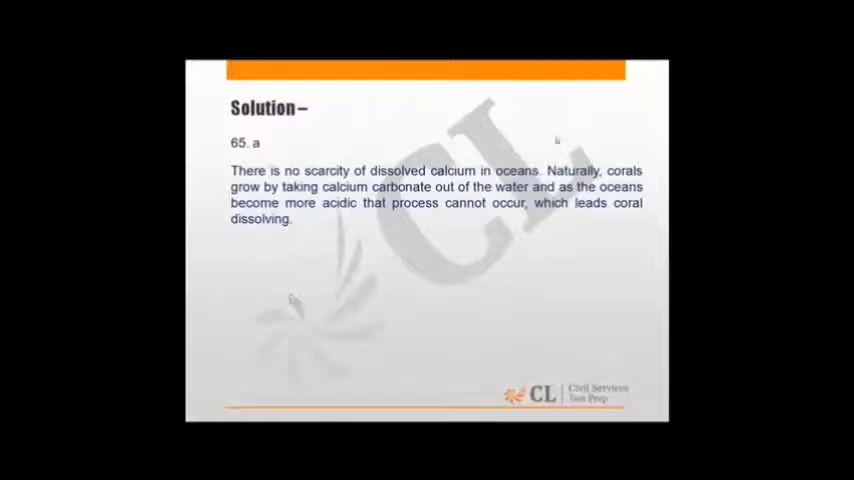 Solution –
65. a
There is no scarcity of dissolved calcium in oceans. Naturally, corals
grow by taking calcium carbonate out of the water and as the oceans
become more acidic that process cannot occur, which leads coral
dissolving.
CL
CL
Civil Services
Test Prep